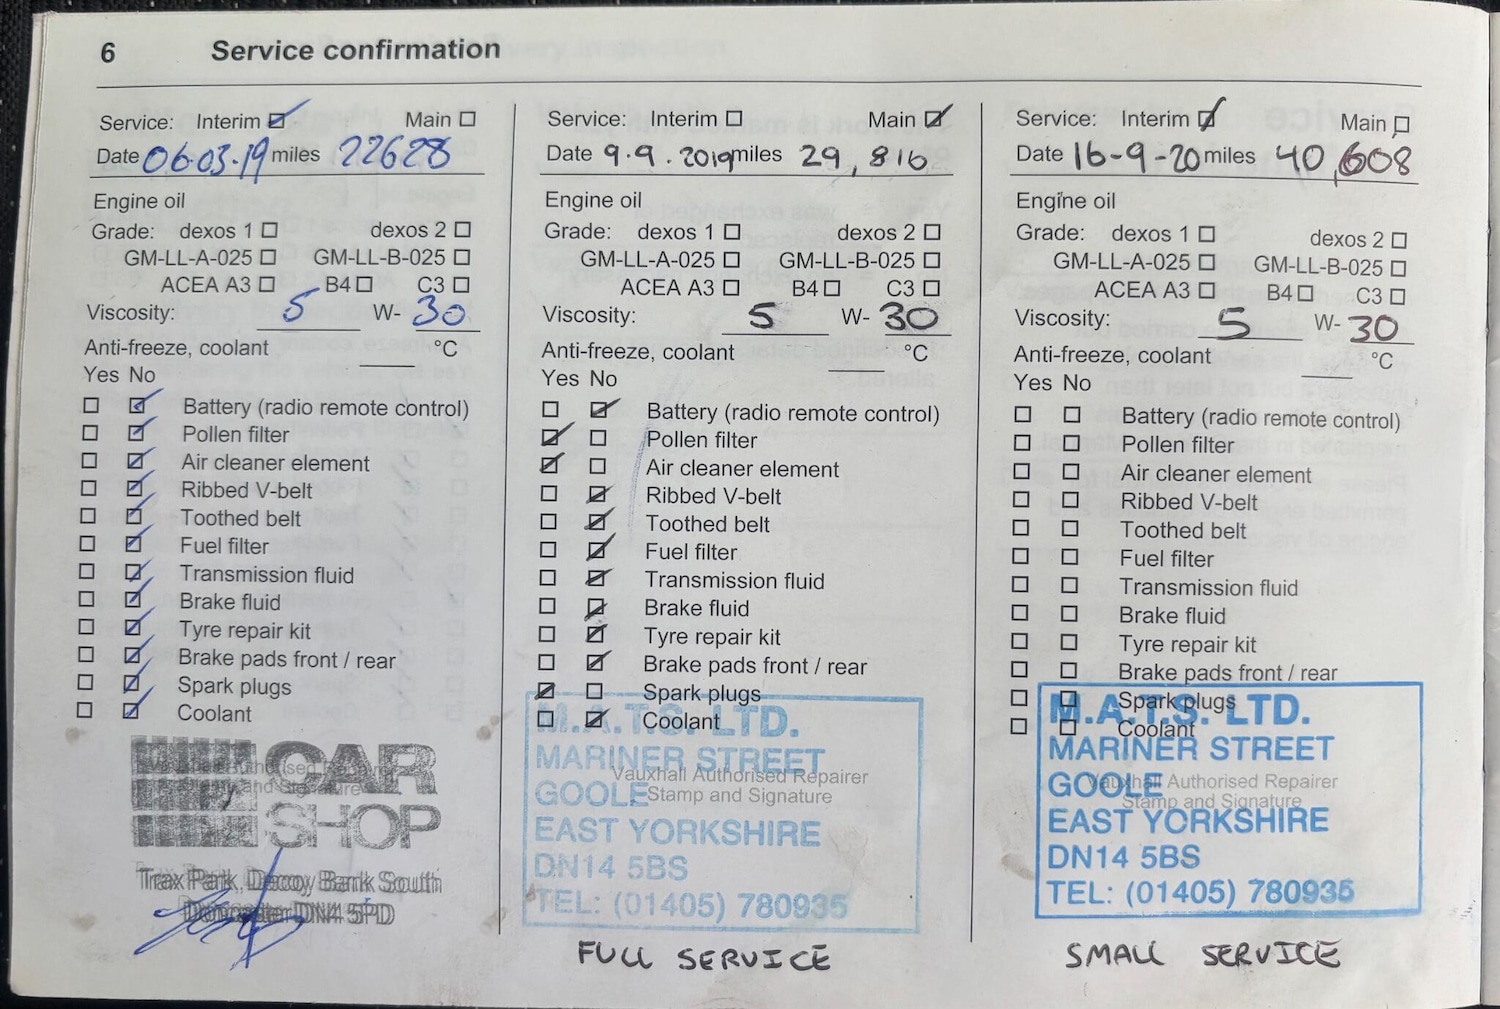 6 Service confirmation
Service: Interim Main
Date 06.03.19 miles 22628
Engine oil
Grade: dexos 1 dexos 2
GM-LL-A-025 GM-LL-B-025
ACEA A3 B4 C3
Viscosity: 5 W- 30
Anti-freeze, coolant °C
Yes No
Battery (radio remote control)
Pollen filter
Air cleaner element
Ribbed V-belt
Toothed belt
Fuel filter
Transmission fluid
Brake fluid
Tyre repair kit
Brake pads front / rear
Spark plugs
Coolant
CAR
SHOP
Trax Park, Decoy Bank South
Doncaster DN4 5PD
Service: Interim Main
Date 9.9.2019 miles 29,816
Engine oil
Grade: dexos 1 dexos 2
GM-LL-A-025 GM-LL-B-025
ACEA A3 B4 C3
Viscosity: 5 W- 30
Anti-freeze, coolant °C
Yes No
Battery (radio remote control)
Pollen filter
Air cleaner element
Ribbed V-belt
Toothed belt
Fuel filter
Transmission fluid
Brake fluid
Tyre repair kit
Brake pads front / rear
Spark plugs
Coolant
M.A.T.S. LTD.
MARINER STREET
Vauxhall Authorised Repairer
GOOLE
Stamp and Signature
EAST YORKSHIRE
DN14 5BS
TEL: (01405) 780935
FULL SERVICE
Service: Interim Main
Date 16-9-20 miles 40,608
Engine oil
Grade: dexos 1 dexos 2
GM-LL-A-025 GM-LL-B-025
ACEA A3 B4 C3
Viscosity: 5 W- 30
Anti-freeze, coolant °C
Yes No
Battery (radio remote control)
Pollen filter
Air cleaner element
Ribbed V-belt
Toothed belt
Fuel filter
Transmission fluid
Brake fluid
Tyre repair kit
Brake pads front / rear
Spark plugs
M.A.T.S. LTD.
Coolant
MARINER STREET
GOOLE
Vauxhall Authorised Repairer
Stamp and Signature
EAST YORKSHIRE
DN14 5BS
TEL: (01405) 780935
SMALL SERVICE